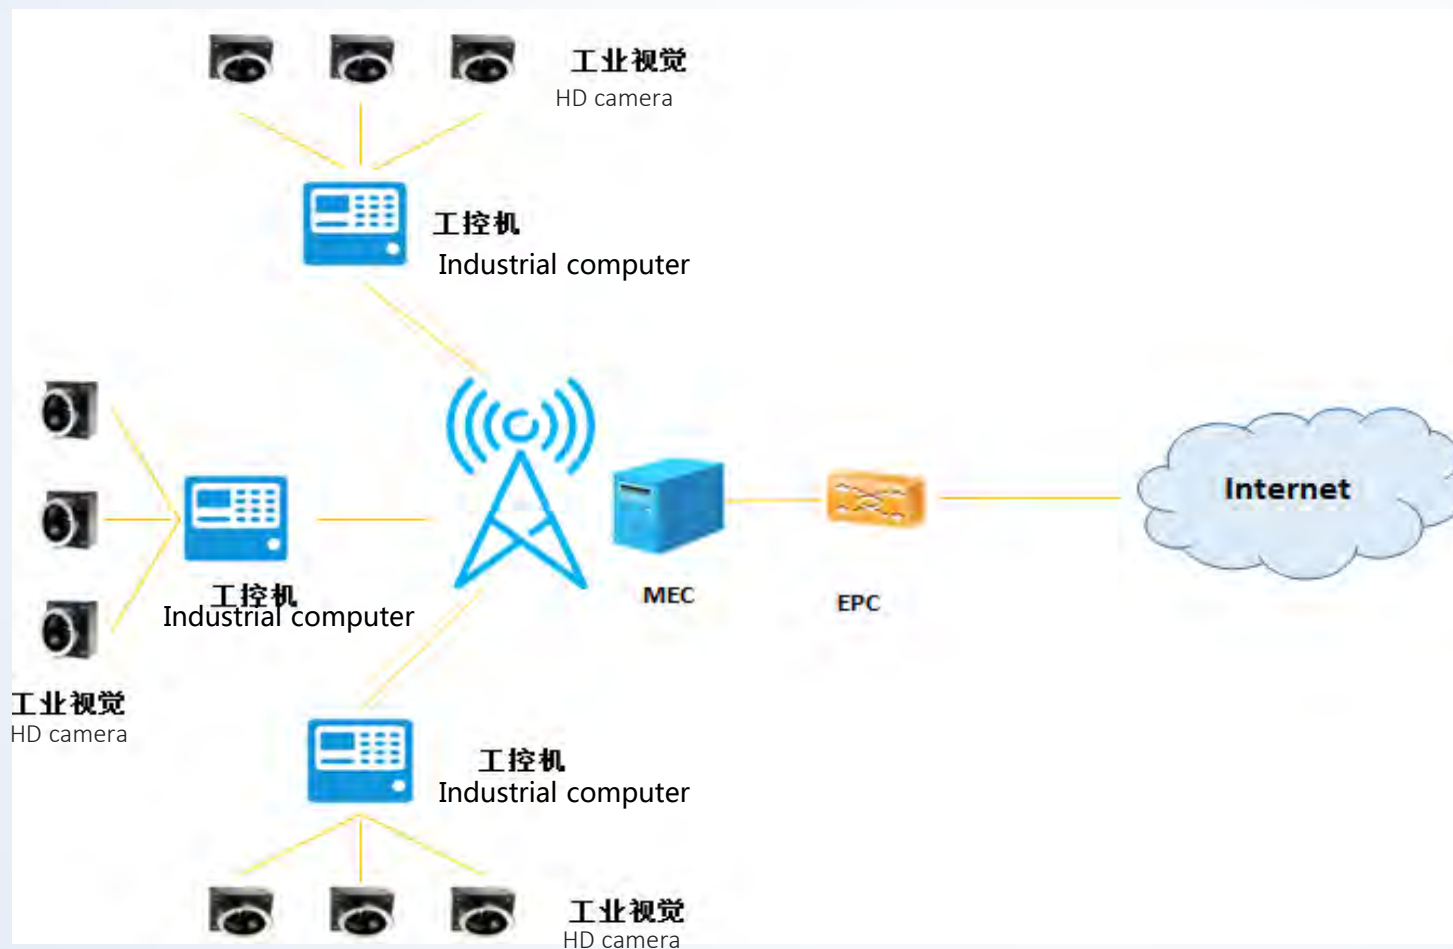 工业视觉
HD camera
工控机
Industrial computer
Internet
MEC
EPC
工控机
Industrial computer
工业视觉
HD camera
工控机
Industrial computer
工业视觉
HD camera